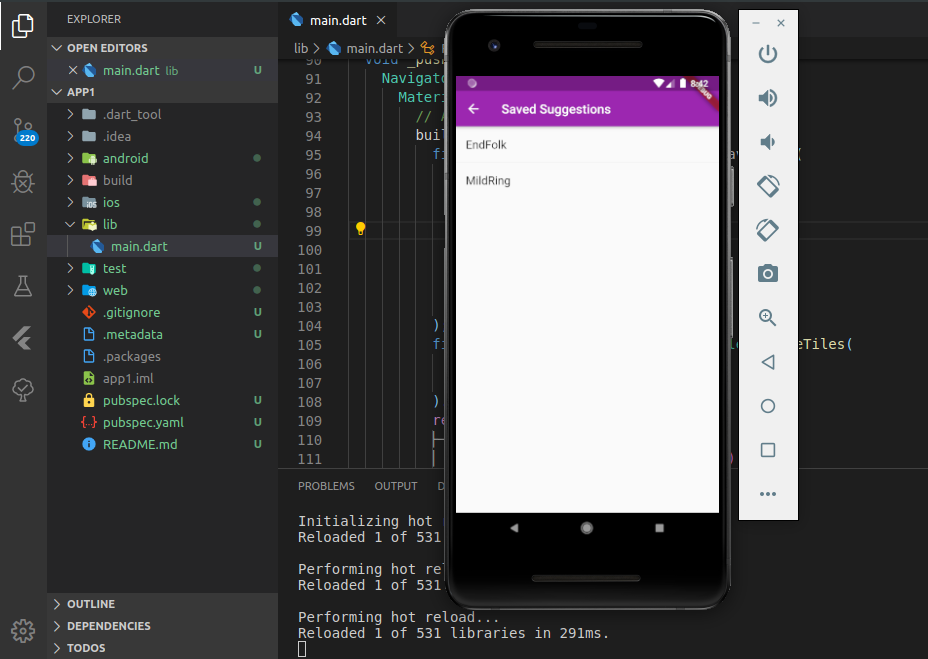 EXPLORER
OPEN EDITORS
main.dart lib U
APP1
.dart_tool
.idea
android
build
ios
lib
main.dart U
test
web
.gitignore U
.metadata U
.packages
app1.iml
pubspec.lock U
pubspec.yaml U
README.md U
OUTLINE
DEPENDENCIES
TODOS
220
main.dart
lib > main.dart >
90
91 Navigato
92 Mater
93 //
94 buil
95 fi
96
97
98
99
100
101
102
103
104 )
105 fi eTiles(
106
107
108 )
109 re
110
111
PROBLEMS OUTPUT D
Initializing hot
Reloaded 1 of 531
Performing hot rel
Reloaded 1 of 531
Performing hot reload...
Reloaded 1 of 531 libraries in 291ms.
8:42
Saved Suggestions
EndFolk
MildRing